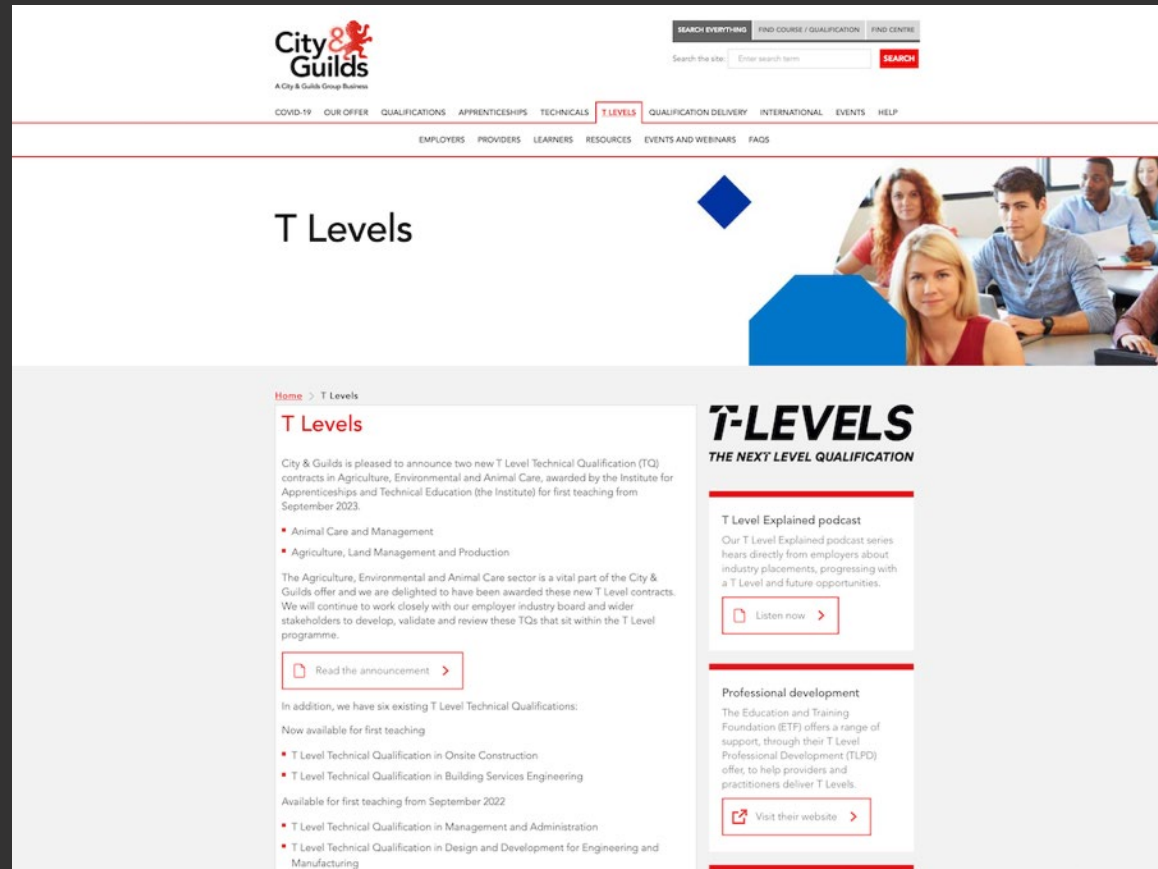 City&
Guilds
A City & Guilds Group Business
SEARCH EVERYTHING FIND COURSE / QUALIFICATION FIND CENTRE
Search the site: Enter search term SEARCH
COVID-19 OUR OFFER QUALIFICATIONS APPRENTICESHIPS TECHNICALS T LEVELS QUALIFICATION DELIVERY INTERNATIONAL EVENTS HELP
EMPLOYERS PROVIDERS LEARNERS RESOURCES EVENTS AND WEBINARS FAQS
T Levels
Home > T Levels
T Levels
City & Guilds is pleased to announce two new T Level Technical Qualification (TQ)
contracts in Agriculture, Environmental and Animal Care, awarded by the Institute for
Apprenticeships and Technical Education (the Institute) for first teaching from
September 2023.
Animal Care and Management
Agriculture, Land Management and Production
The Agriculture, Environmental and Animal Care sector is a vital part of the City &
Guilds offer and we are delighted to have been awarded these new T Level contracts.
We will continue to work closely with our employer industry board and wider
stakeholders to develop, validate and review these TQs that sit within the T Level
programme.
Read the announcement
In addition, we have six existing T Level Technical Qualifications:
Now available for first teaching
T Level Technical Qualification in Onsite Construction
T Level Technical Qualification in Building Services Engineering
Available for first teaching from September 2022
T Level Technical Qualification in Management and Administration
T Level Technical Qualification in Design and Development for Engineering and
Manufacturing
T-LEVELS
THE NEXT LEVEL QUALIFICATION
T Level Explained podcast
Our T Level Explained podcast series
hears directly from employers about
industry placements, progressing with
a T Level and future opportunities.
Listen now
Professional development
The Education and Training
Foundation (ETF) offers a range of
support, through their T Level
Professional Development (TLPD)
offer, to help providers and
practitioners deliver T Levels.
Visit their website